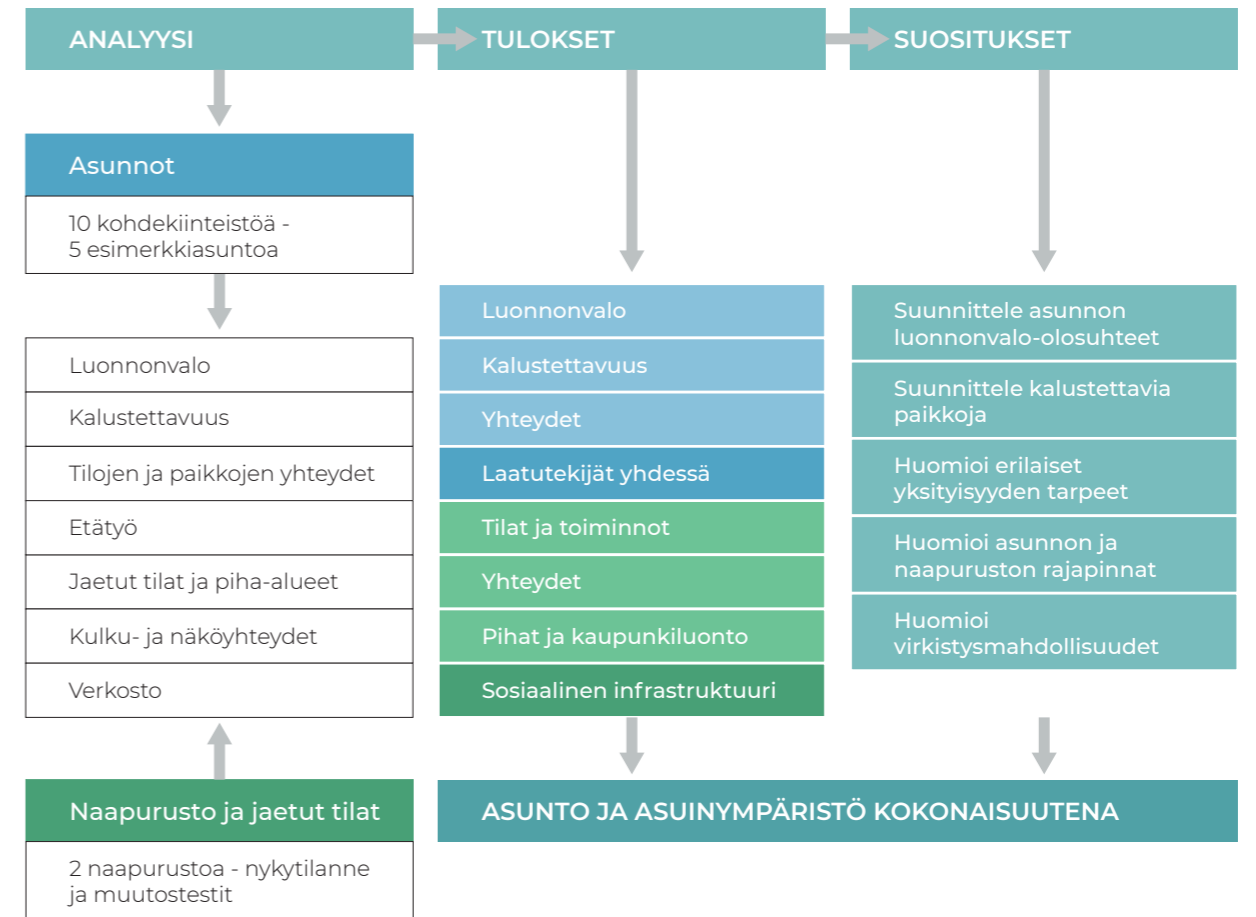 ANALYYSI
TULOKSET
SUOSITUKSET
Asunnot
10 kohdekiinteistöä -
5 esimerkkiasuntoa
Luonnonvalo
Kalustettavuus
Tilojen ja paikkojen yhteydet
Etätyö
Jaetut tilat ja piha-alueet
Kulku- ja näköyhteydet
Verkosto
Naapurusto ja jaetut tilat
2 naapurustoa - nykytilanne
ja muutostestit
Luonnonvalo
Kalustettavuus
Yhteydet
Laatutekijät yhdessä
Tilat ja toiminnot
Yhteydet
Pihat ja kaupunkiluonto
Sosiaalinen infrastruktuuri
Suunnittele asunnon
luonnonvalo-olosuhteet
Suunnittele kalustettavia
paikkoja
Huomioi erilaiset
yksityisyyden tarpeet
Huomioi asunnon ja
naapuruston rajapinnat
Huomioi
virkistysmahdollisuudet
ASUNTO JA ASUINYMPÄRISTÖ KOKONAISUUTENA